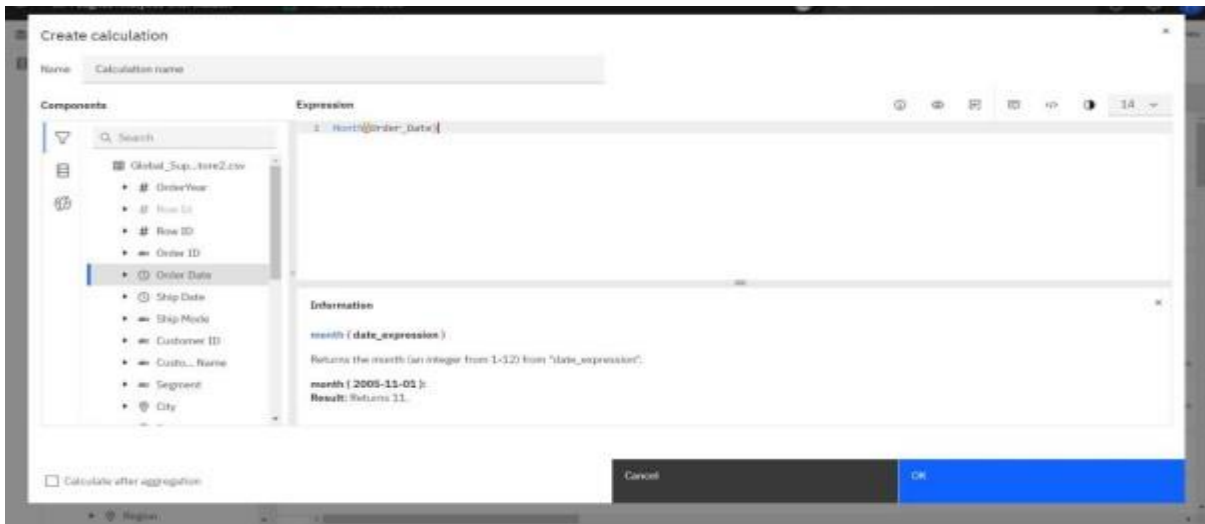 Create calculation
Name
Calculation name
Components
Expression
14
Search
1 Month(Order_Date)
Global_Sup...tore2.csv
# OrderYear
# Row Id
# Row ID
Order ID
Order Date
Ship Date
Ship Mode
Customer ID
Custo... Name
Segment
City
Information
month ( date_expression )
Returns the month (an integer from 1-12) from "date_expression".
month ( 2005-11-01 ):
Result: Returns 11.
Calculate after aggregation
Cancel
OK
Region